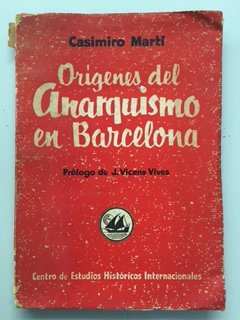 Casimiro Martí
Orígenes del
Anarquismo
en Barcelona
Prólogo de J. Vicens Vives
Centro de Estudios Históricos Internacionales